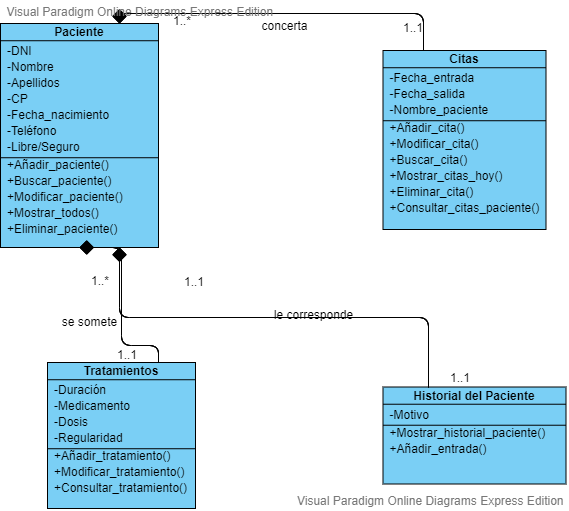 Visual Paradigm Online Diagrams Express Edition
Paciente
-DNI
-Nombre
-Apellidos
-CP
-Fecha_nacimiento
-Teléfono
-Libre/Seguro
+Añadir_paciente()
+Buscar_paciente()
+Modificar_paciente()
+Mostrar_todos()
+Eliminar_paciente()
1..*
concerta
1..1
Citas
-Fecha_entrada
-Fecha_salida
-Nombre_paciente
+Añadir_cita()
+Modificar_cita()
+Buscar_cita()
+Mostrar_citas_hoy()
+Eliminar_cita()
+Consultar_citas_paciente()
1..*
1..1
se somete
le corresponde
1..1
1..1
Tratamientos
-Duración
-Medicamento
-Dosis
-Regularidad
+Añadir_tratamiento()
+Modificar_tratamiento()
+Consultar_tratamiento()
Historial del Paciente
-Motivo
+Mostrar_historial_paciente()
+Añadir_entrada()
Visual Paradigm Online Diagrams Express Edition